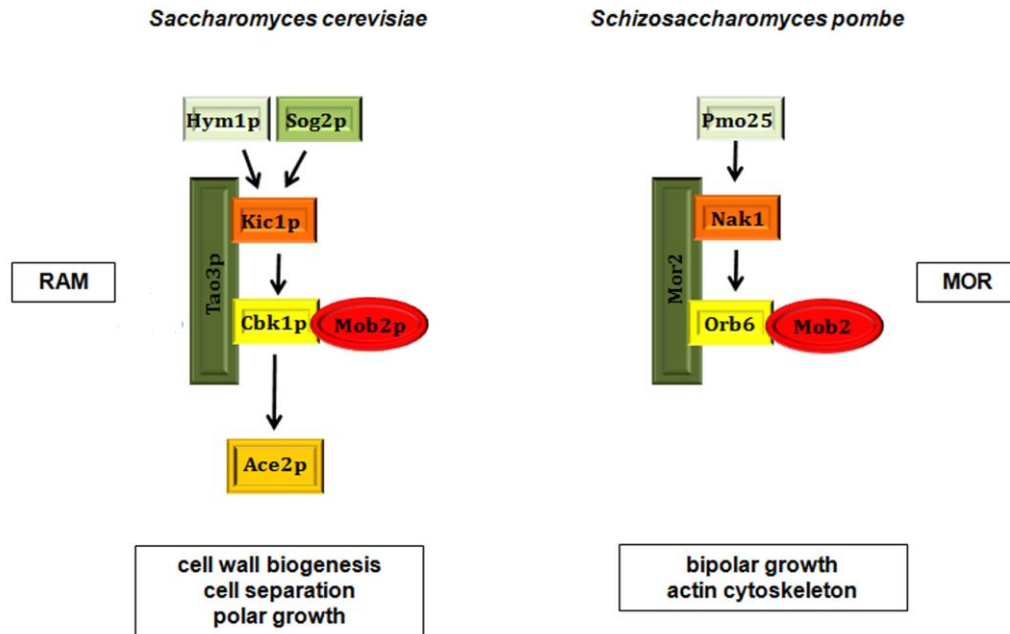 Saccharomyces cerevisiae
Schizosaccharomyces pombe
Hym1p
Sog2p
Pmo25
Kic1p
Nak1
Tao3p
Mor2
RAM
MOR
Cbk1p
Mob2p
Orb6
Mob2
Ace2p
cell wall biogenesis
cell separation
polar growth
bipolar growth
actin cytoskeleton